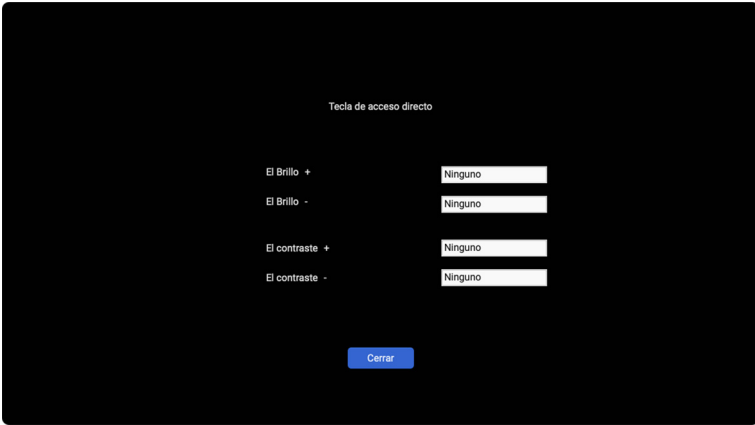 Tecla de acceso directo
El Brillo +
Ninguno
El Brillo -
Ninguno
El contraste +
Ninguno
El contraste -
Ninguno
Cerrar